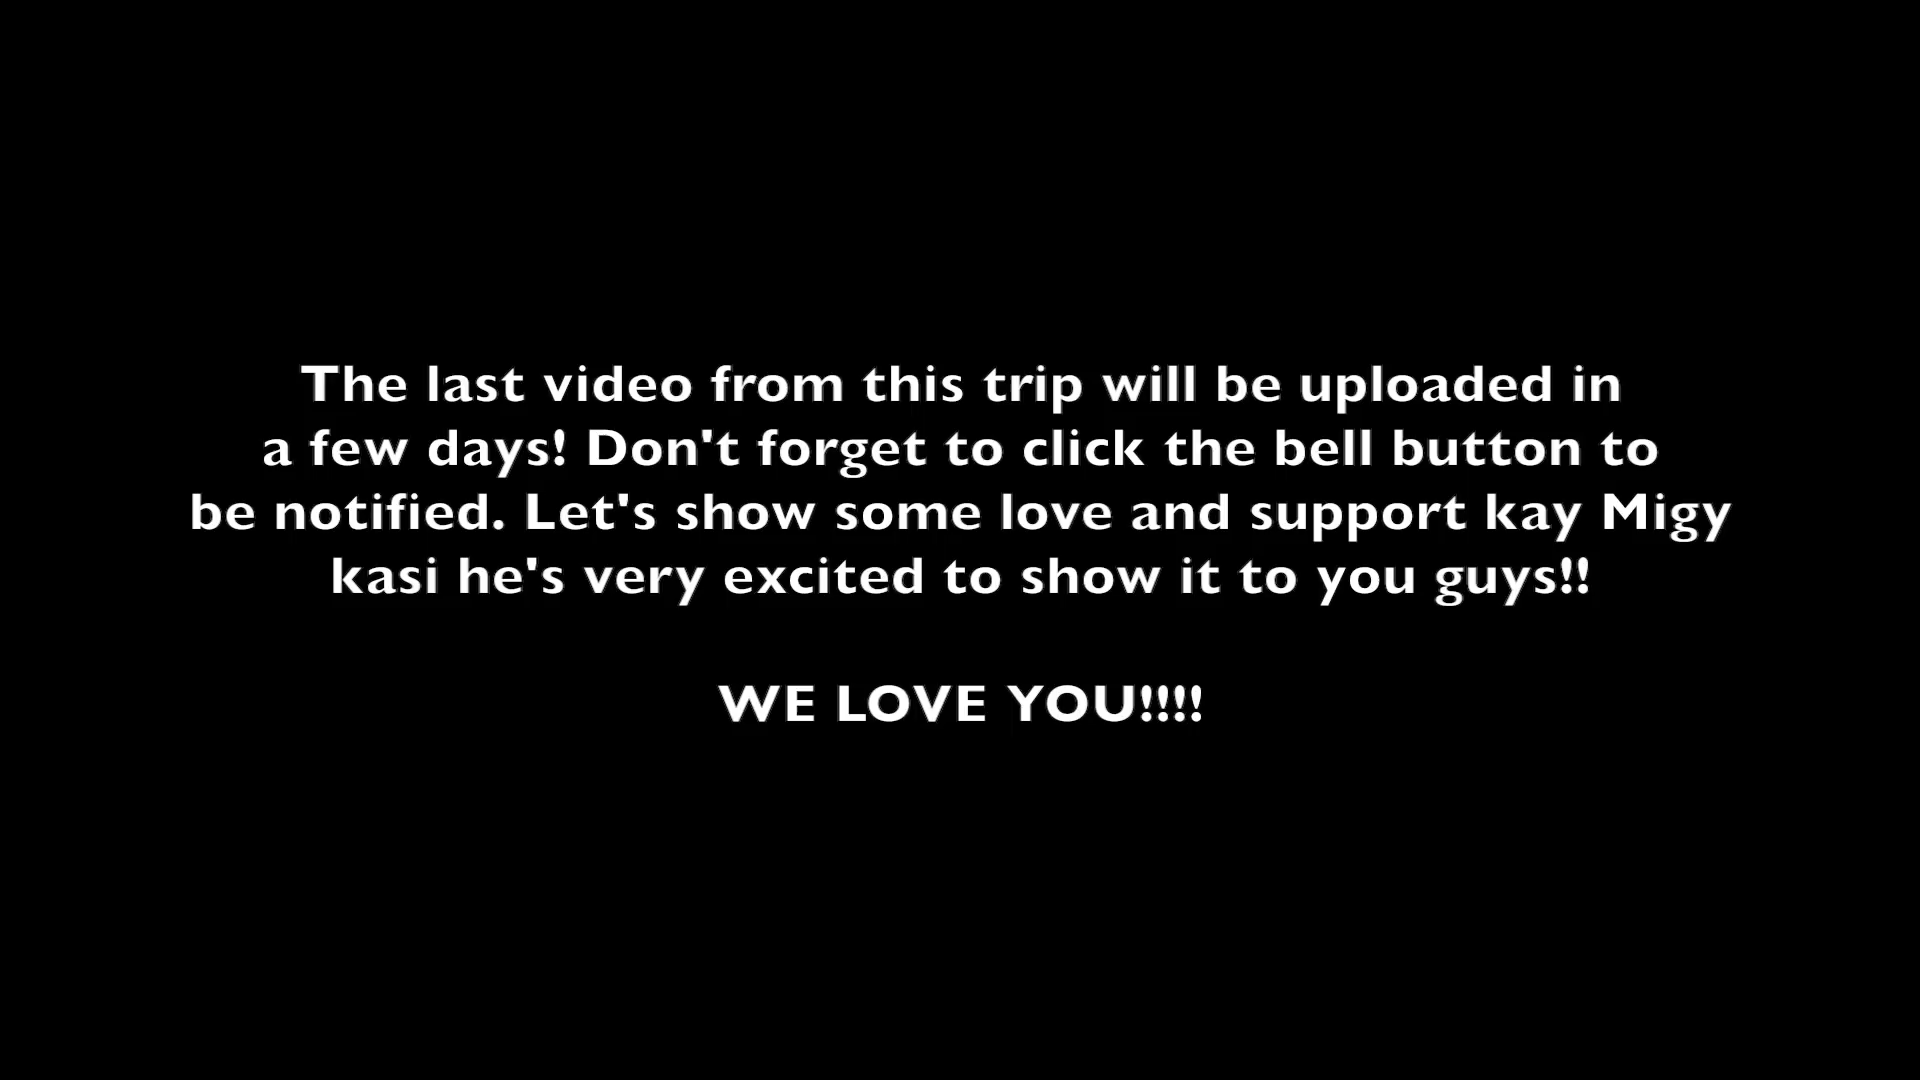 The last video from this trip will be uploaded in
a few days! Don't forget to click the bell button to
be notified. Let's show some love and support kay Migy
kasi he's very excited to show it to you guys!!
WE LOVE YOU!!!!